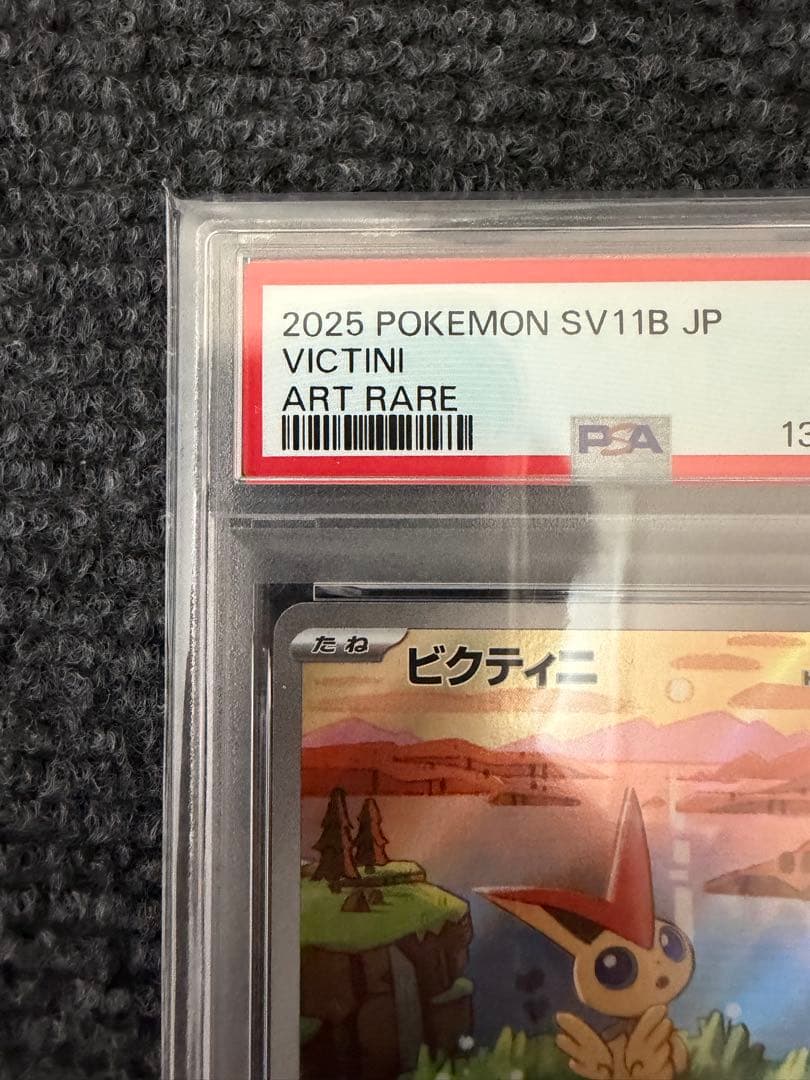 2025 POKEMON SV11B JP
VICTINI
ART RARE
PSA
13
たね
ビクティニ
H